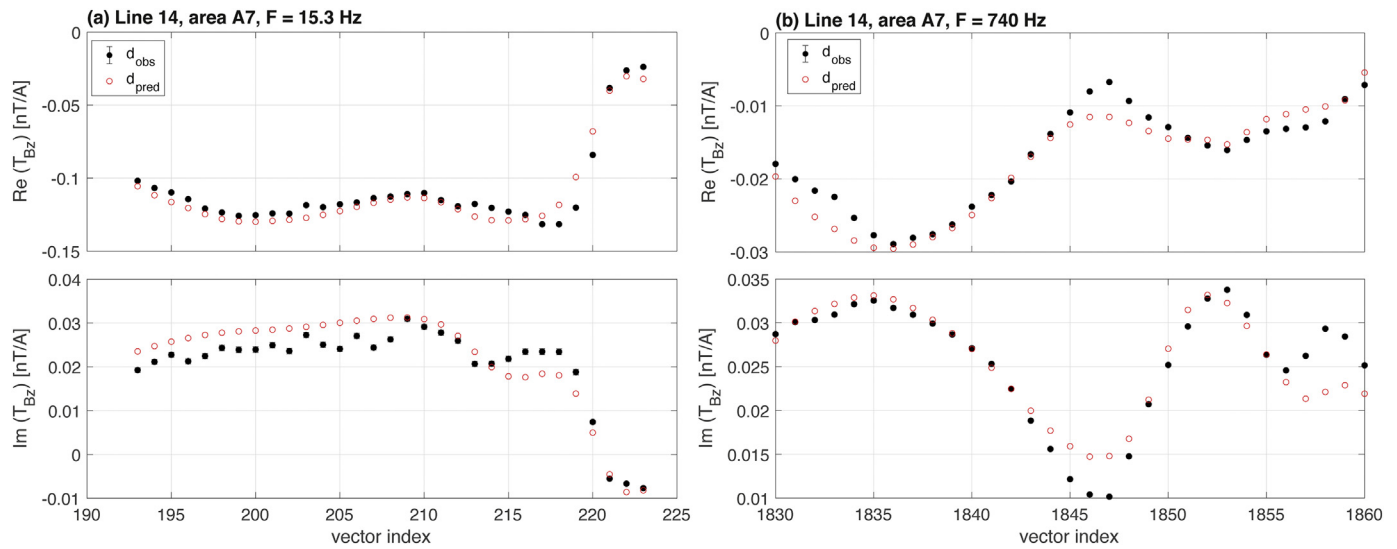 (a) Line 14, area A7, F = 15.3 Hz
0
-0.05
-0.1
-0.15
Re (T_Bz) [nT/A]
d_obs
d_pred
0.04
0.03
0.02
0.01
0
-0.01
Im (T_Bz) [nT/A]
190 195 200 205 210 215 220 225
vector index
(b) Line 14, area A7, F = 740 Hz
0
-0.01
-0.02
-0.03
Re (T_Bz) [nT/A]
d_obs
d_pred
0.035
0.03
0.025
0.02
0.015
0.01
Im (T_Bz) [nT/A]
1830 1835 1840 1845 1850 1855 1860
vector index